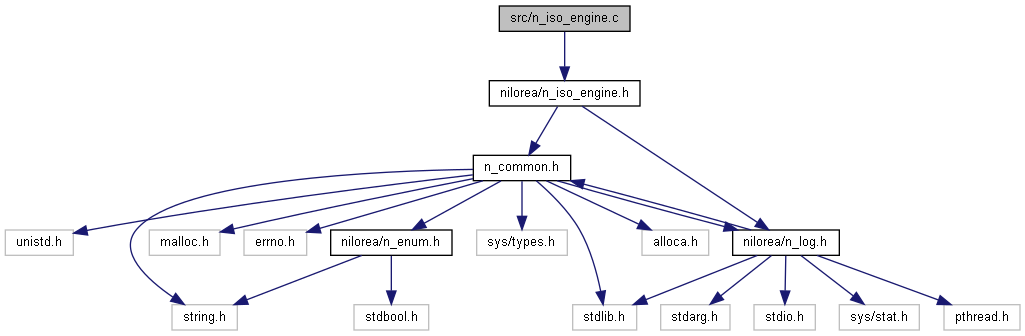 src/n_iso_engine.c
nilorea/n_iso_engine.h
n_common.h
unistd.h
malloc.h
errno.h
nilorea/n_enum.h
sys/types.h
alloca.h
nilorea/n_log.h
string.h
stdbool.h
stdlib.h
stdarg.h
stdio.h
sys/stat.h
pthread.h